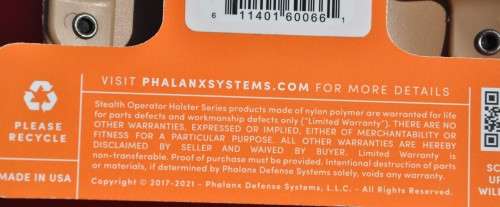 6 11401 60066 1
VISIT PHALANXSYSTEMS.COM FOR MORE DETAILS
Stealth Operator Holster Series products made of nylon polymer are warranted for life
for parts defects and workmanship defects only ("Limited Warranty"). THERE ARE NO
OTHER WARRANTIES, EXPRESSED OR IMPLIED, EITHER OF MERCHANTABILITY OR
FITNESS FOR A PARTICULAR PURPOSE. ALL OTHER WARRANTIES ARE HEREBY
DISCLAIMED BY SELLER AND WAIVED BY BUYER. Limited Warranty is
non-transferable. Proof of purchase must be provided. Intentional destruction of parts
or materials, if determined by Phalanx Defense Systems solely, voids any warranty.
Copyright © 2017-2021 - Phalanx Defense Systems, L.L.C. - All Rights Reserved.
PLEASE
RECYCLE
MADE IN USA
SC
UP
WIL